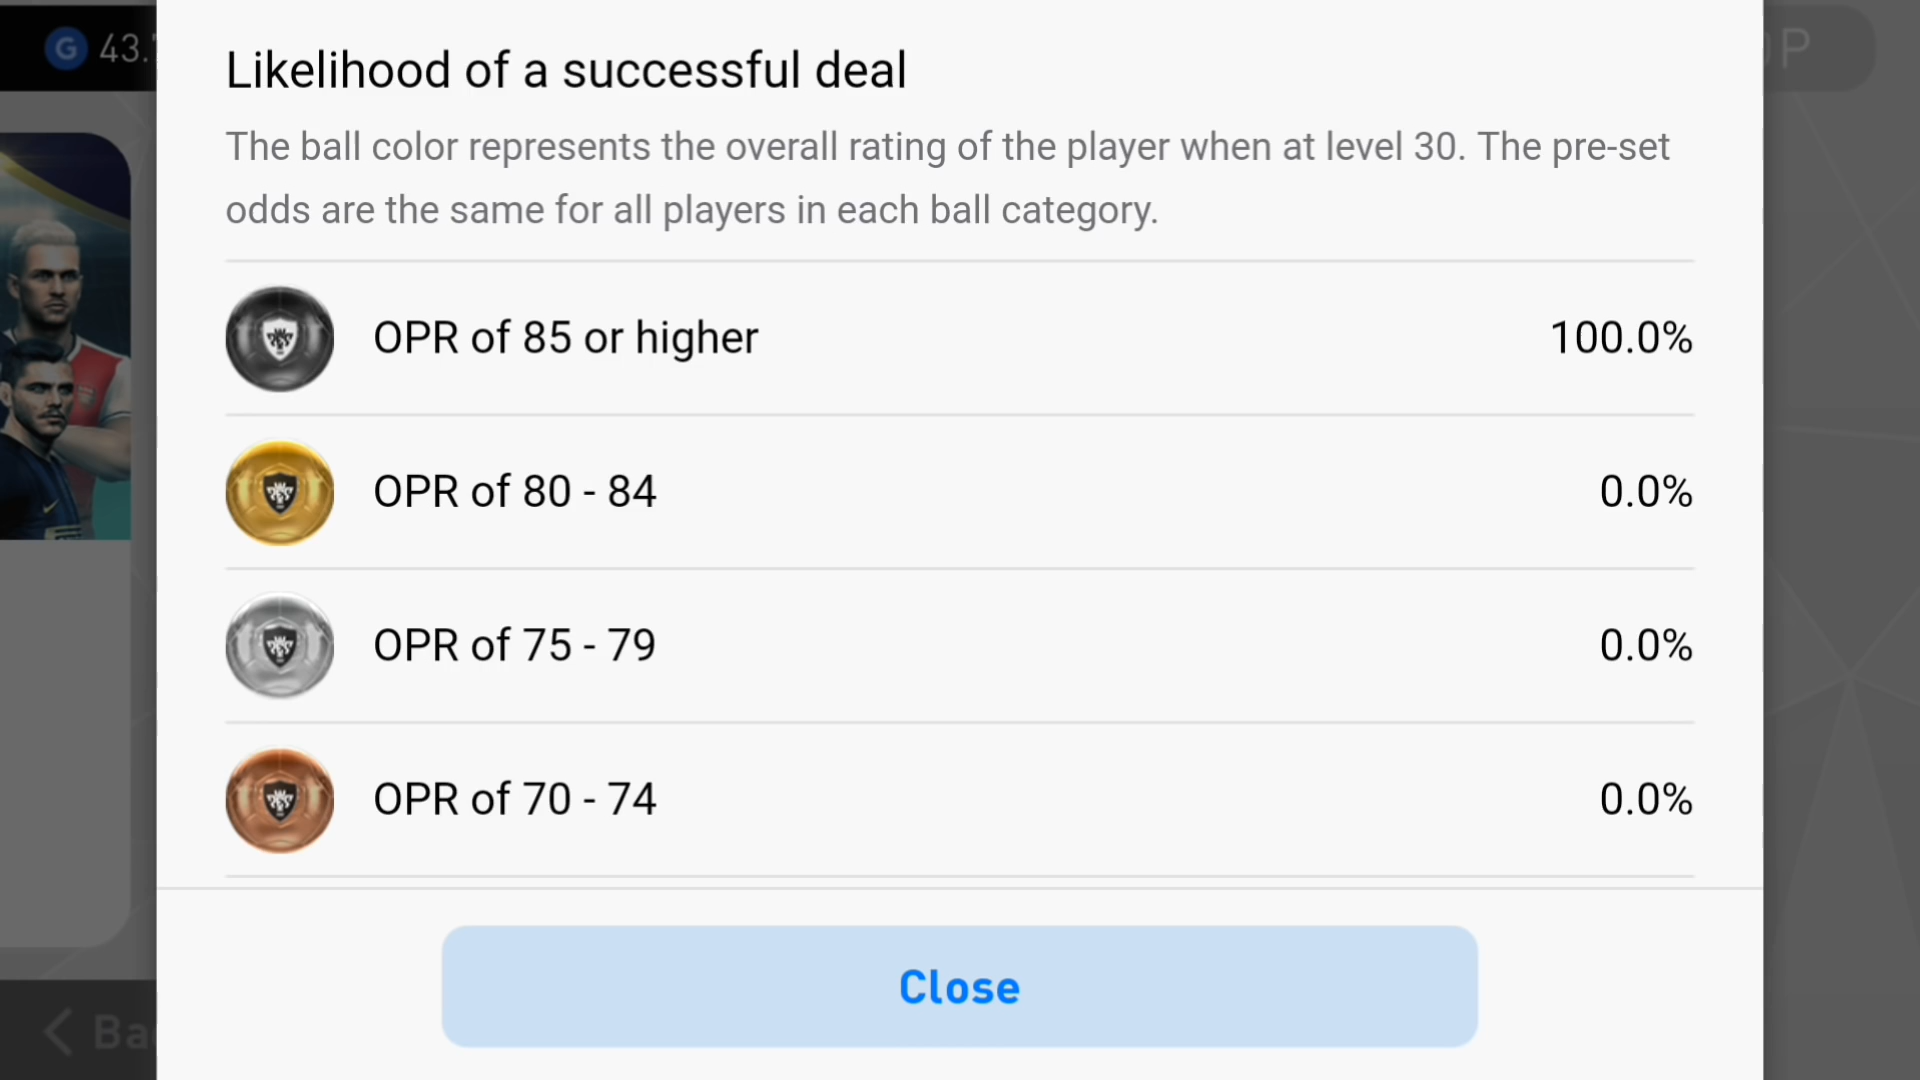 G 43.
Likelihood of a successful deal
The ball color represents the overall rating of the player when at level 30. The pre-set
odds are the same for all players in each ball category.
OPR of 85 or higher 100.0%
OPR of 80 - 84 0.0%
OPR of 75 - 79 0.0%
OPR of 70 - 74 0.0%
Close